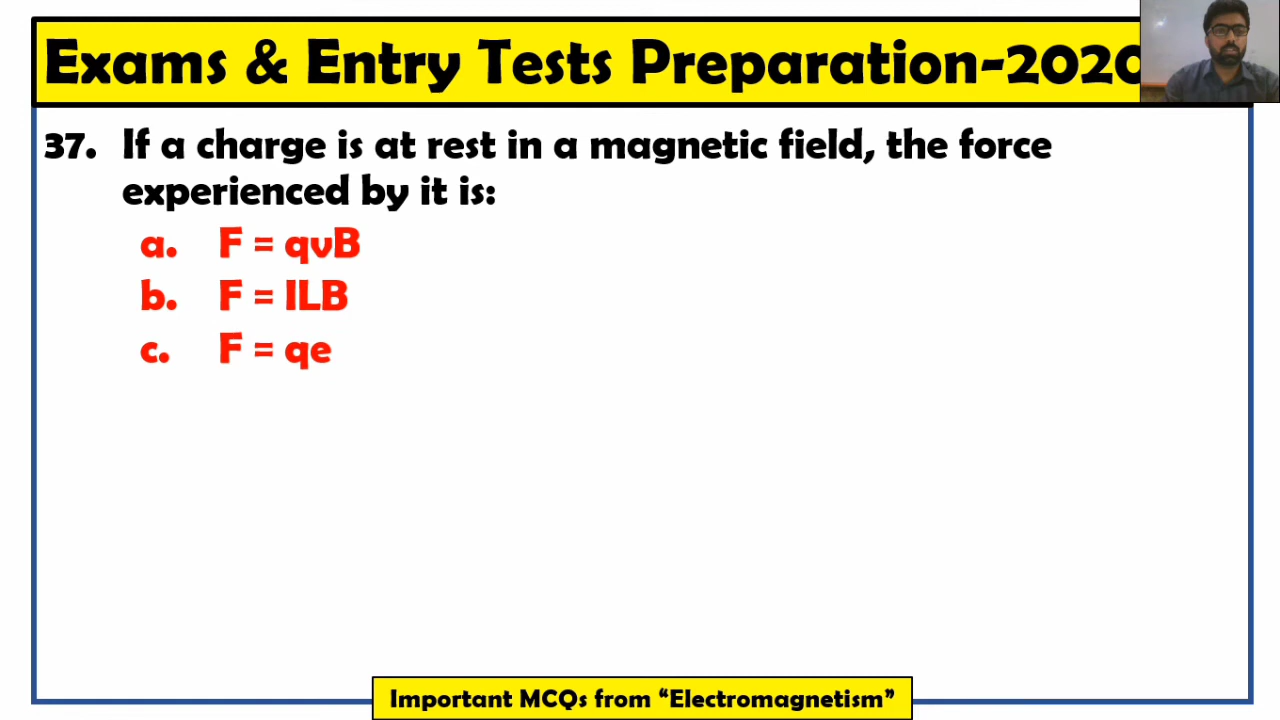 Exams & Entry Tests Preparation-2020
37. If a charge is at rest in a magnetic field, the force
experienced by it is:
a. F = qvB
b. F = ILB
c. F = qe
Important MCQs from “Electromagnetism”